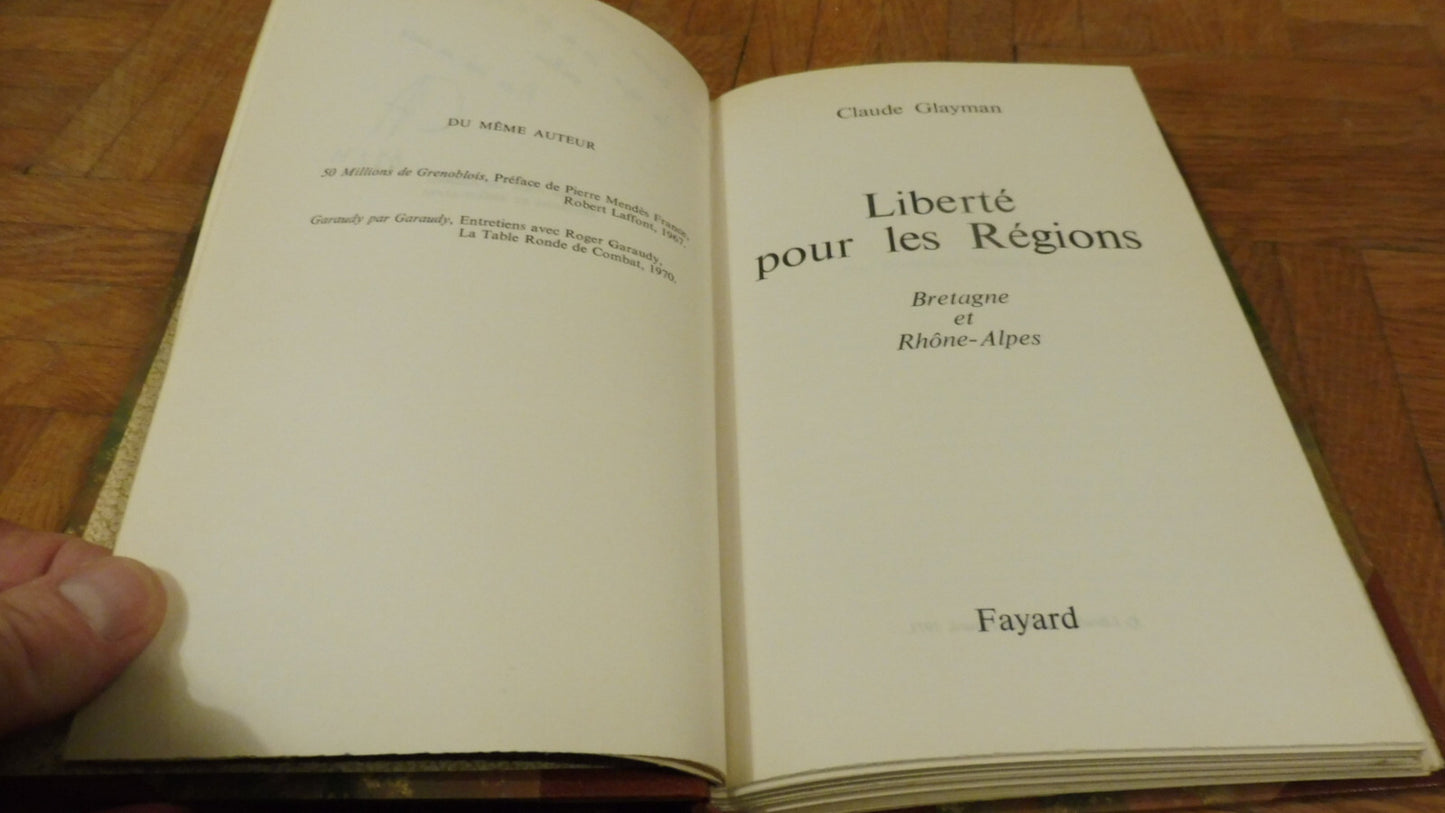 DU MÊME AUTEUR
50 Millions de Grenoblois, Préface de Pierre Mendès France,
Robert Laffont, 1967.
Garaudy par Garaudy, Entretiens avec Roger Garaudy,
La Table Ronde de Combat, 1970.
Claude Glayman
Liberté
pour les Régions
Bretagne
et
Rhône-Alpes
Fayard